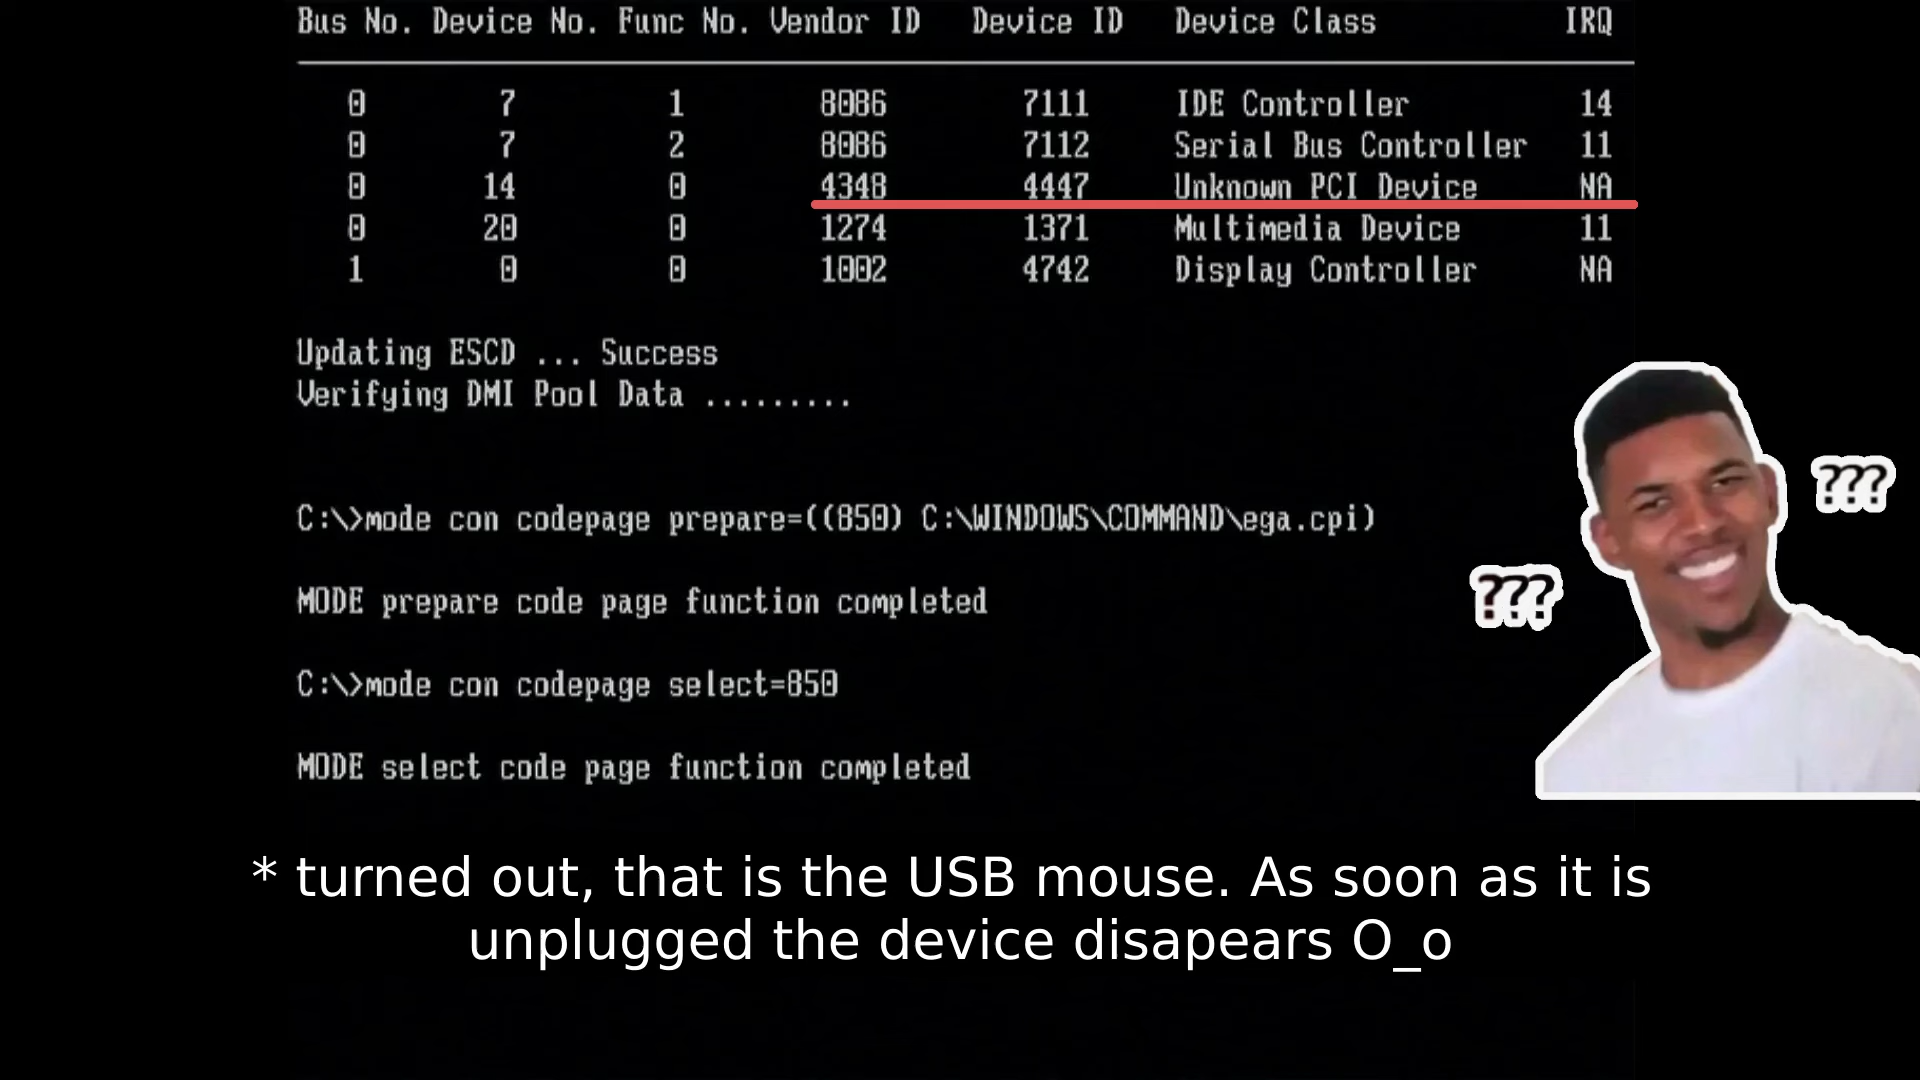 Bus No. Device No. Func No. Vendor ID Device ID Device Class IRQ
0 7 1 8086 7111 IDE Controller 14
0 7 2 8086 7112 Serial Bus Controller 11
0 14 0 4348 4447 Unknown PCI Device NA
0 20 0 1274 1371 Multimedia Device 11
1 0 0 1002 4742 Display Controller NA
Updating ESCD ... Success
Verifying DMI Pool Data .........
C:\>mode con codepage prepare=((850) C:\WINDOWS\COMMAND\ega.cpi)
???
MODE prepare code page function completed
???
C:\>mode con codepage select=850
MODE select code page function completed
* turned out, that is the USB mouse. As soon as it is
unplugged the device disapears O_o